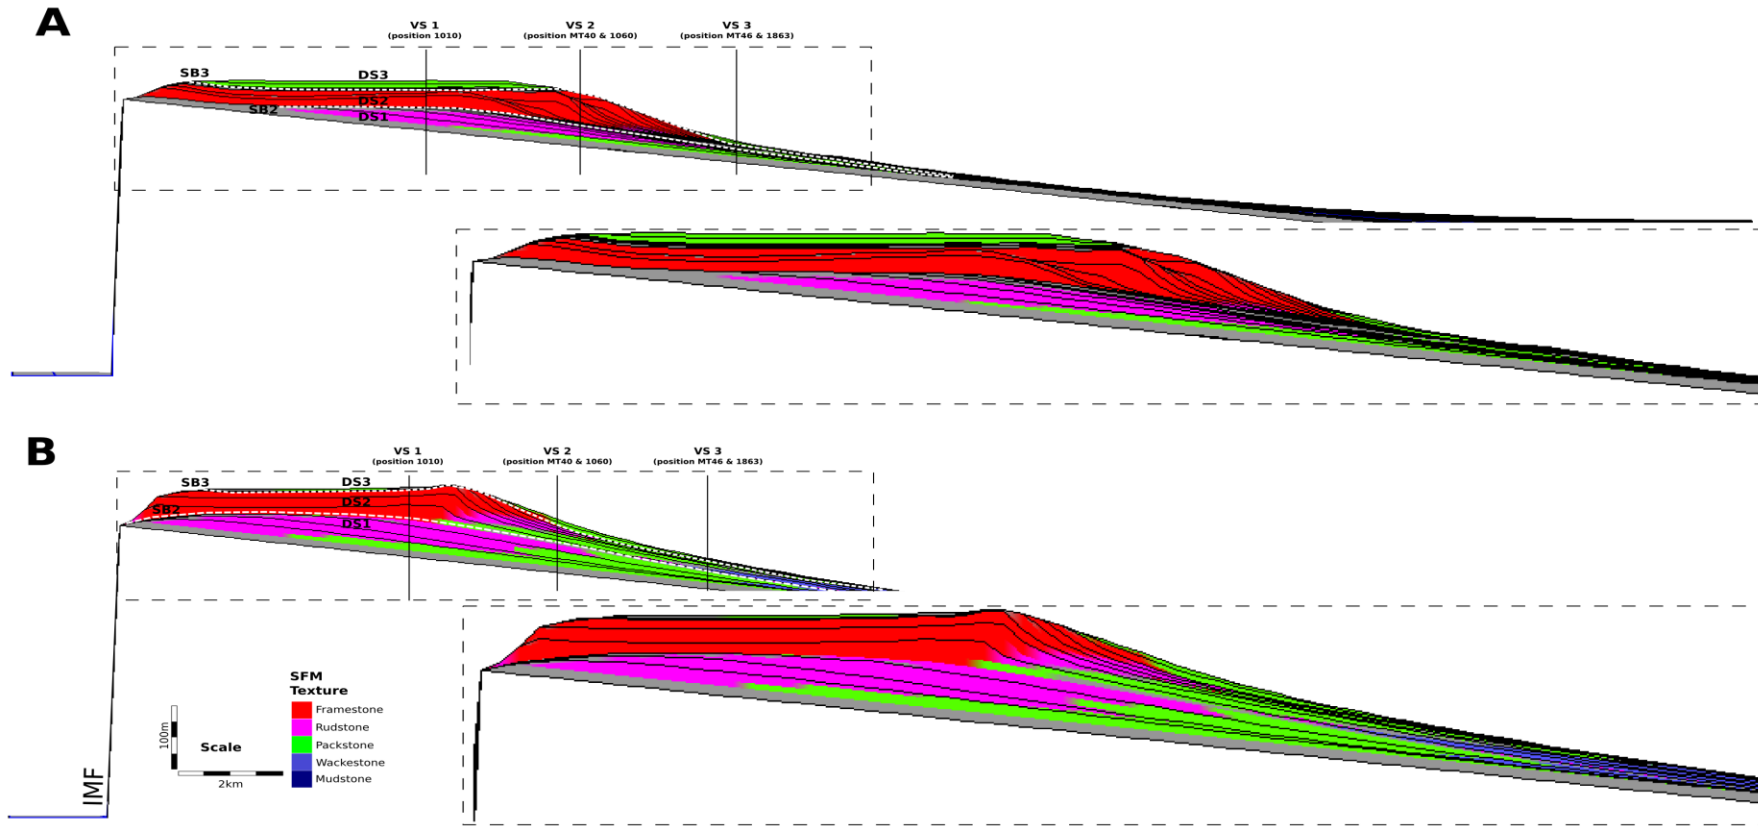 A
VS 1
(position 1010)
VS 2
(position MT40 & 1060)
VS 3
(position MT46 & 1863)
SB3
DS3
DS2
SB2
DS1
B
VS 1
(position 1010)
VS 2
(position MT40 & 1060)
VS 3
(position MT46 & 1863)
SB3
DS3
DS2
SB2
DS1
SFM
Texture
Framestone
Rudstone
Packstone
Wackestone
Mudstone
100m
Scale
2km
IMF